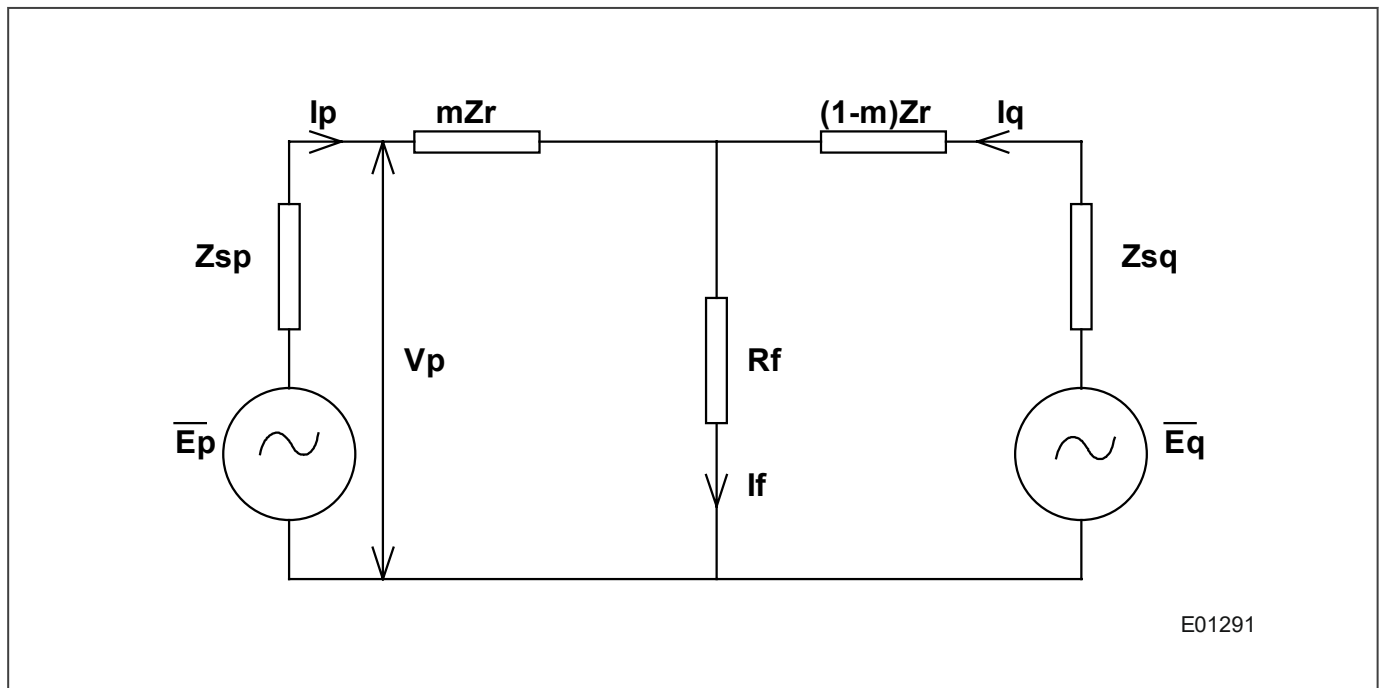 Ip
mZr
(1-m)Zr
Iq
Zsp
Zsq
Vp
Rf
Ep
Eq
If
E01291